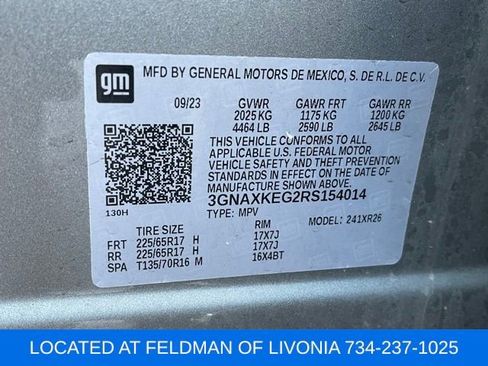 gm
MFD BY GENERAL MOTORS DE MEXICO, S. DE R.L. DE C.V.
09/23 GVWR GAWR FRT GAWR RR
2025 KG 1175 KG 1200 KG
4464 LB 2590 LB 2645 LB
THIS VEHICLE CONFORMS TO ALL
APPLICABLE U.S. FEDERAL MOTOR
VEHICLE SAFETY AND THEFT PREVENTION
STANDARDS IN EFFECT ON THE DATE
OF MANUFACTURE SHOWN ABOVE.
3GNAXKEG2RS154014
130H TYPE: MPV MODEL: 241XR26
TIRE SIZE RIM
FRT 225/65R17 H 17X7J
RR 225/65R17 H 17X7J
SPA T135/70R16 M 16X4BT
LOCATED AT FELDMAN OF LIVONIA 734-237-1025